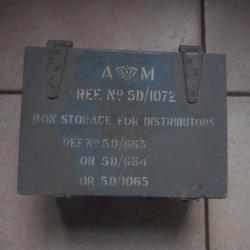 A M
REF. Nº 5D/1072
BOX STORAGE FOR DISTRIBUTORS
REF Nº 5D/663
OR 5D/664
OR 5D/1065